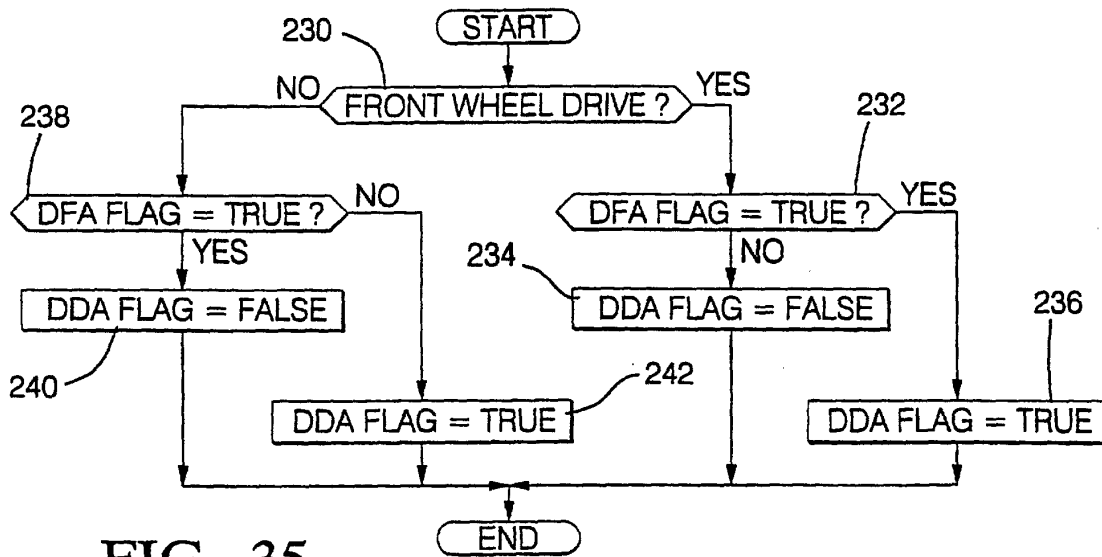 START
230
FRONT WHEEL DRIVE ?
NO
YES
238
232
DFA FLAG = TRUE ?
NO
YES
DFA FLAG = TRUE ?
YES
NO
234
DDA FLAG = FALSE
240
DDA FLAG = FALSE
236
242
DDA FLAG = TRUE
DDA FLAG = TRUE
END
FIG. 35